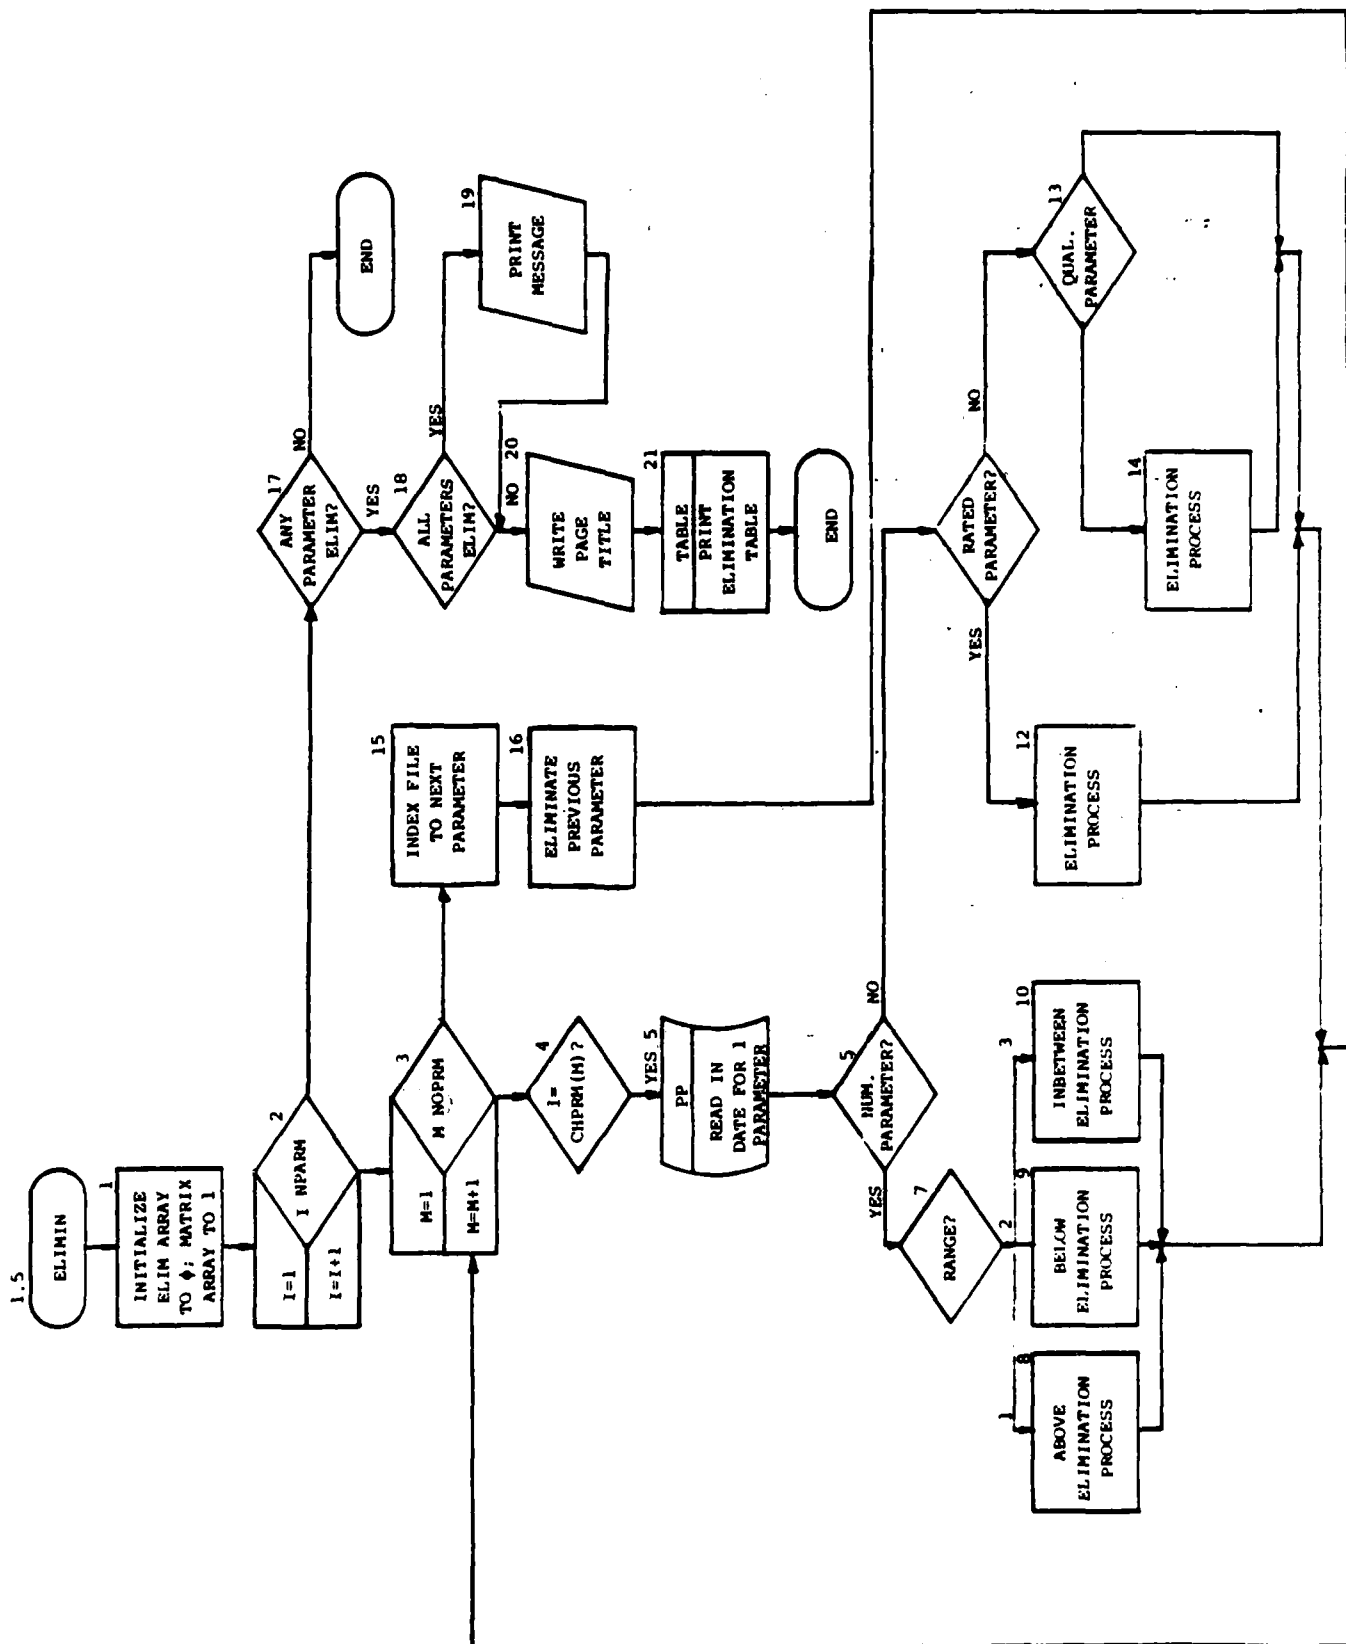 1.5
ELIMIN
1
INITIALIZE
ELIM ARRAY
TO ϕ; MATRIX
ARRAY TO 1
2
I NPARM
I=1
I=I+1
17
ANY
PARAMETER
ELIM?
NO
END
YES
18
ALL
PARAMETERS
ELIM?
YES
19
PRINT
MESSAGE
NO
20
WRITE
PAGE
TITLE
21
TABLE
PRINT
ELIMINATION
TABLE
END
3
M NOPRM
M=1
M=M+1
15
INDEX FILE
TO NEXT
PARAMETER
16
ELIMINATE
PREVIOUS
PARAMETER
4
I=
CHPRM(M)?
YES
5
PP
READ IN
DATE FOR 1
PARAMETER
5
NUM.
PARAMETER?
NO
YES
7
RANGE?
1
2
3
8
ABOVE
ELIMINATION
PROCESS
9
BELOW
ELIMINATION
PROCESS
10
INBETWEEN
ELIMINATION
PROCESS
RATED
PARAMETER?
YES
NO
12
ELIMINATION
PROCESS
13
QUAL.
PARAMETER
14
ELIMINATION
PROCESS